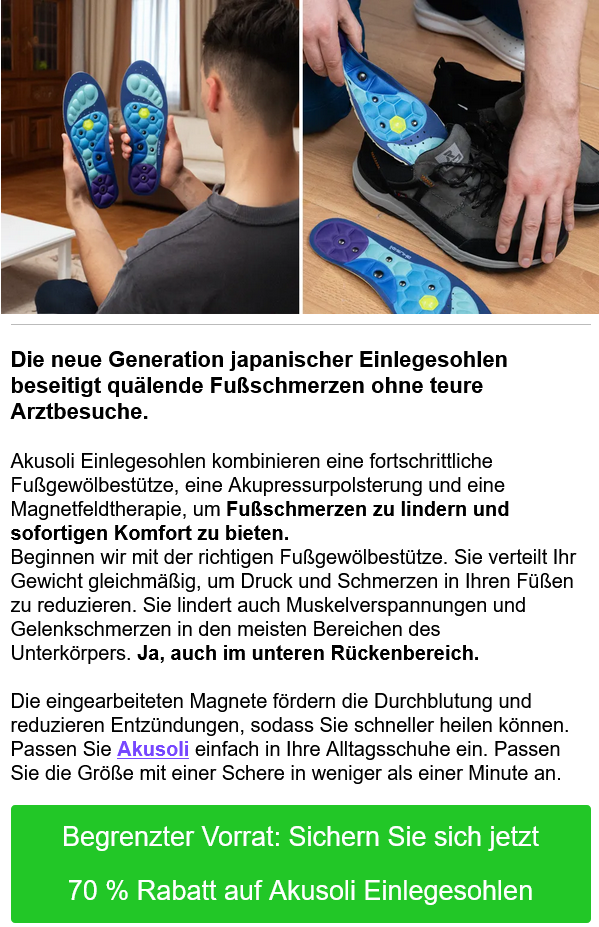 Die neue Generation japanischer Einlegesohlen
beseitigt quälende Fußschmerzen ohne teure
Arztbesuche.
Akusoli Einlegesohlen kombinieren eine fortschrittliche
Fußgewölbestütze, eine Akupressurpolsterung und eine
Magnetfeldtherapie, um Fußschmerzen zu lindern und
sofortigen Komfort zu bieten.
Beginnen wir mit der richtigen Fußgewölbestütze. Sie verteilt Ihr
Gewicht gleichmäßig, um Druck und Schmerzen in Ihren Füßen
zu reduzieren. Sie lindert auch Muskelverspannungen und
Gelenkschmerzen in den meisten Bereichen des
Unterkörpers. Ja, auch im unteren Rückenbereich.
Die eingearbeiteten Magnete fördern die Durchblutung und
reduzieren Entzündungen, sodass Sie schneller heilen können.
Passen Sie Akusoli einfach in Ihre Alltagsschuhe ein. Passen
Sie die Größe mit einer Schere in weniger als einer Minute an.
Begrenzter Vorrat: Sichern Sie sich jetzt
70 % Rabatt auf Akusoli Einlegesohlen